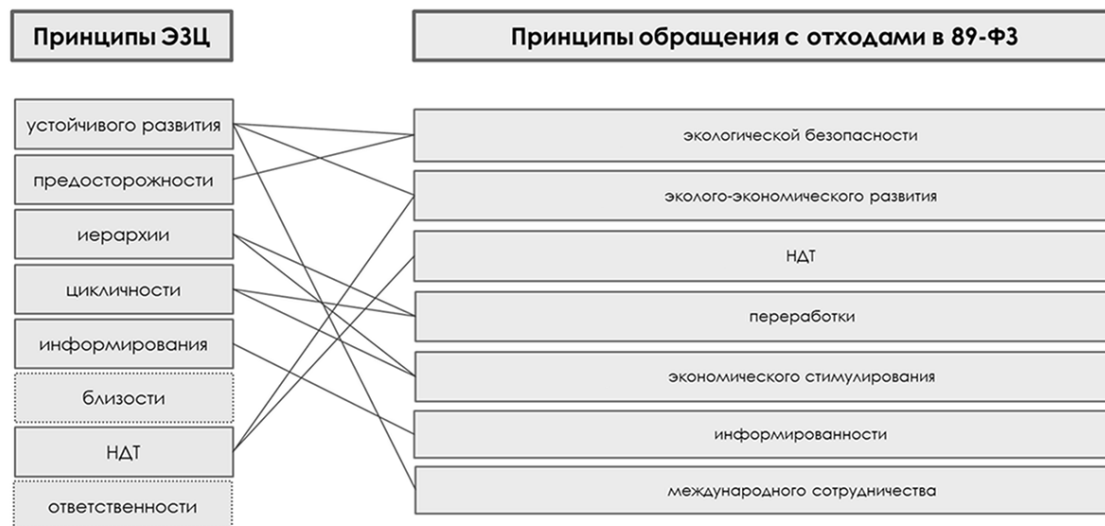 Принципы ЭЗЦ
Принципы обращения с отходами в 89-ФЗ
устойчивого развития
предосторожности
иерархии
цикличности
информирования
близости
НДТ
ответственности
экологической безопасности
эколого-экономического развития
НДТ
переработки
экономического стимулирования
информированности
международного сотрудничества